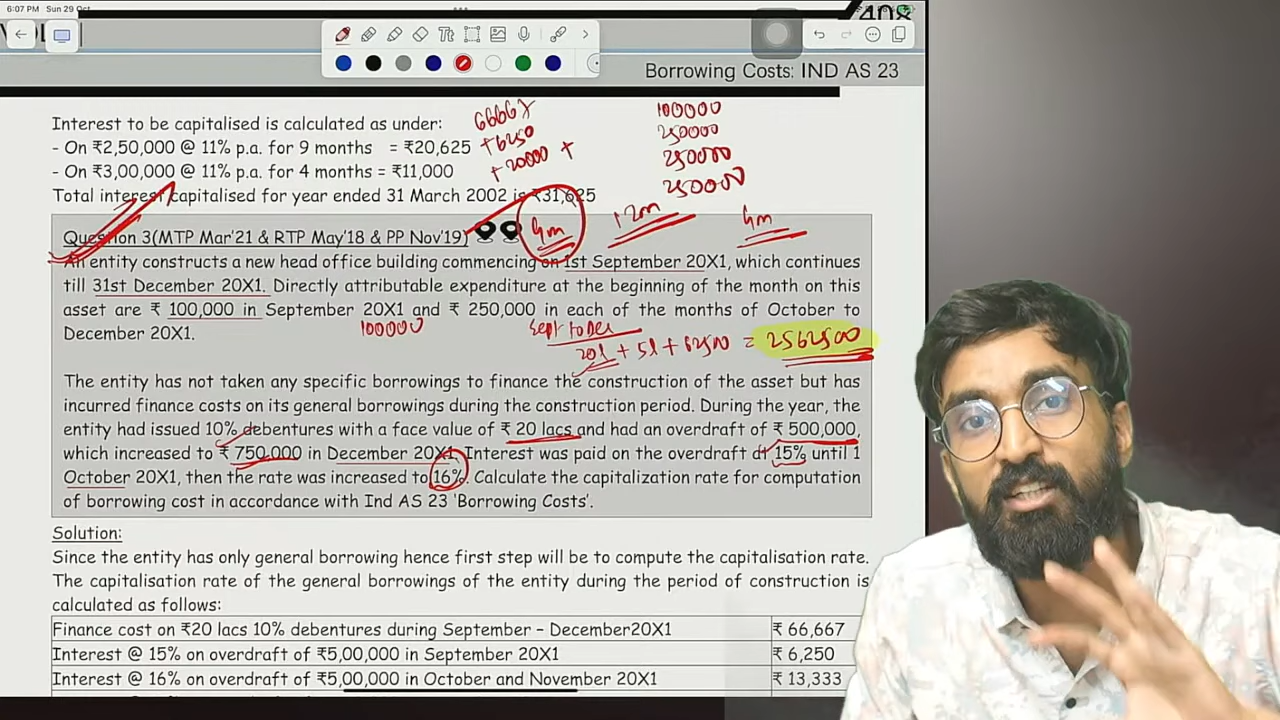 6:07 PM Sun 29 Oct
408
Borrowing Costs: IND AS 23
Interest to be capitalised is calculated as under:
- On ₹2,50,000 @ 11% p.a. for 9 months = ₹20,625
- On ₹3,00,000 @ 11% p.a. for 4 months = ₹11,000
Total interest capitalised for year ended 31 March 2002 is ₹31,625
66667
+6250
+20000 +
100000
250000
250000
250000
4m
12m
4m
Question 3(MTP Mar'21 & RTP May'18 & PP Nov'19)
An entity constructs a new head office building commencing on 1st September 20X1, which continues
till 31st December 20X1. Directly attributable expenditure at the beginning of the month on this
asset are ₹ 100,000 in September 20X1 and ₹ 250,000 in each of the months of October to
December 20X1.
100000
Sept to Dec
20l + 5l + 62500 = 2562500
The entity has not taken any specific borrowings to finance the construction of the asset but has
incurred finance costs on its general borrowings during the construction period. During the year, the
entity had issued 10% debentures with a face value of ₹ 20 lacs and had an overdraft of ₹ 500,000,
which increased to ₹ 750,000 in December 20X1. Interest was paid on the overdraft at 15% until 1
October 20X1, then the rate was increased to 16%. Calculate the capitalization rate for computation
of borrowing cost in accordance with Ind AS 23 'Borrowing Costs'.
Solution:
Since the entity has only general borrowing hence first step will be to compute the capitalisation rate.
The capitalisation rate of the general borrowings of the entity during the period of construction is
calculated as follows:
Finance cost on ₹20 lacs 10% debentures during September – December20X1 ₹ 66,667
Interest @ 15% on overdraft of ₹5,00,000 in September 20X1 ₹ 6,250
Interest @ 16% on overdraft of ₹5,00,000 in October and November 20X1 ₹ 13,333